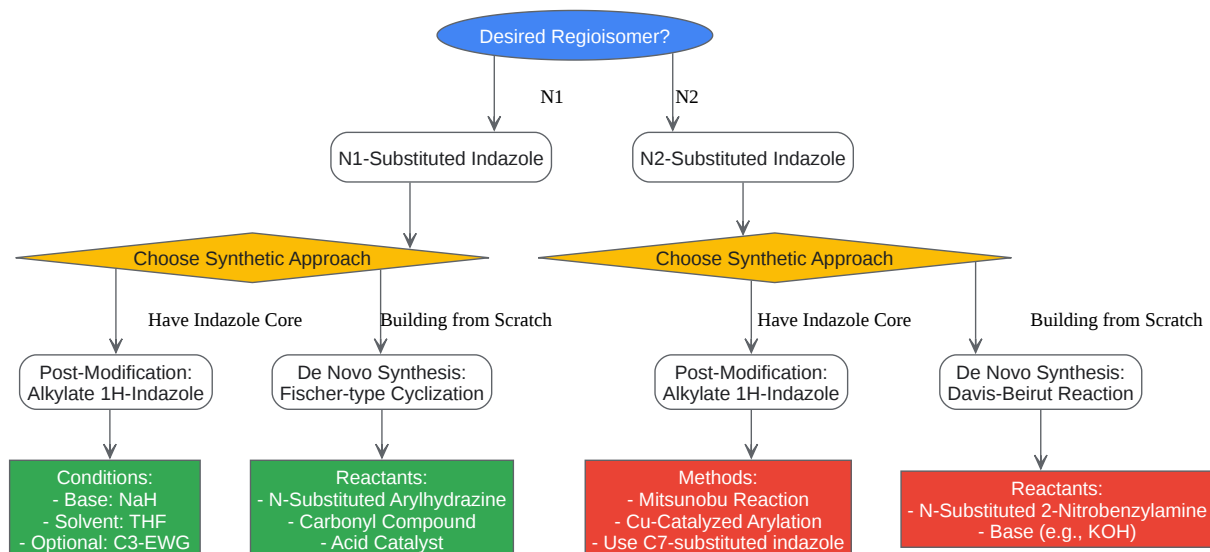 Desired Regioisomer?
N1
N2
N1-Substituted Indazole
N2-Substituted Indazole
Choose Synthetic Approach
Choose Synthetic Approach
Have Indazole Core
Building from Scratch
Have Indazole Core
Building from Scratch
Post-Modification:
Alkylate 1H-Indazole
De Novo Synthesis:
Fischer-type Cyclization
Post-Modification:
Alkylate 1H-Indazole
De Novo Synthesis:
Davis-Beirut Reaction
Conditions:
- Base: NaH
- Solvent: THF
- Optional: C3-EWG
Reactants:
- N-Substituted Arylhydrazine
- Carbonyl Compound
- Acid Catalyst
Methods:
- Mitsunobu Reaction
- Cu-Catalyzed Arylation
- Use C7-substituted indazole
Reactants:
- N-Substituted 2-Nitrobenzylamine
- Base (e.g., KOH)